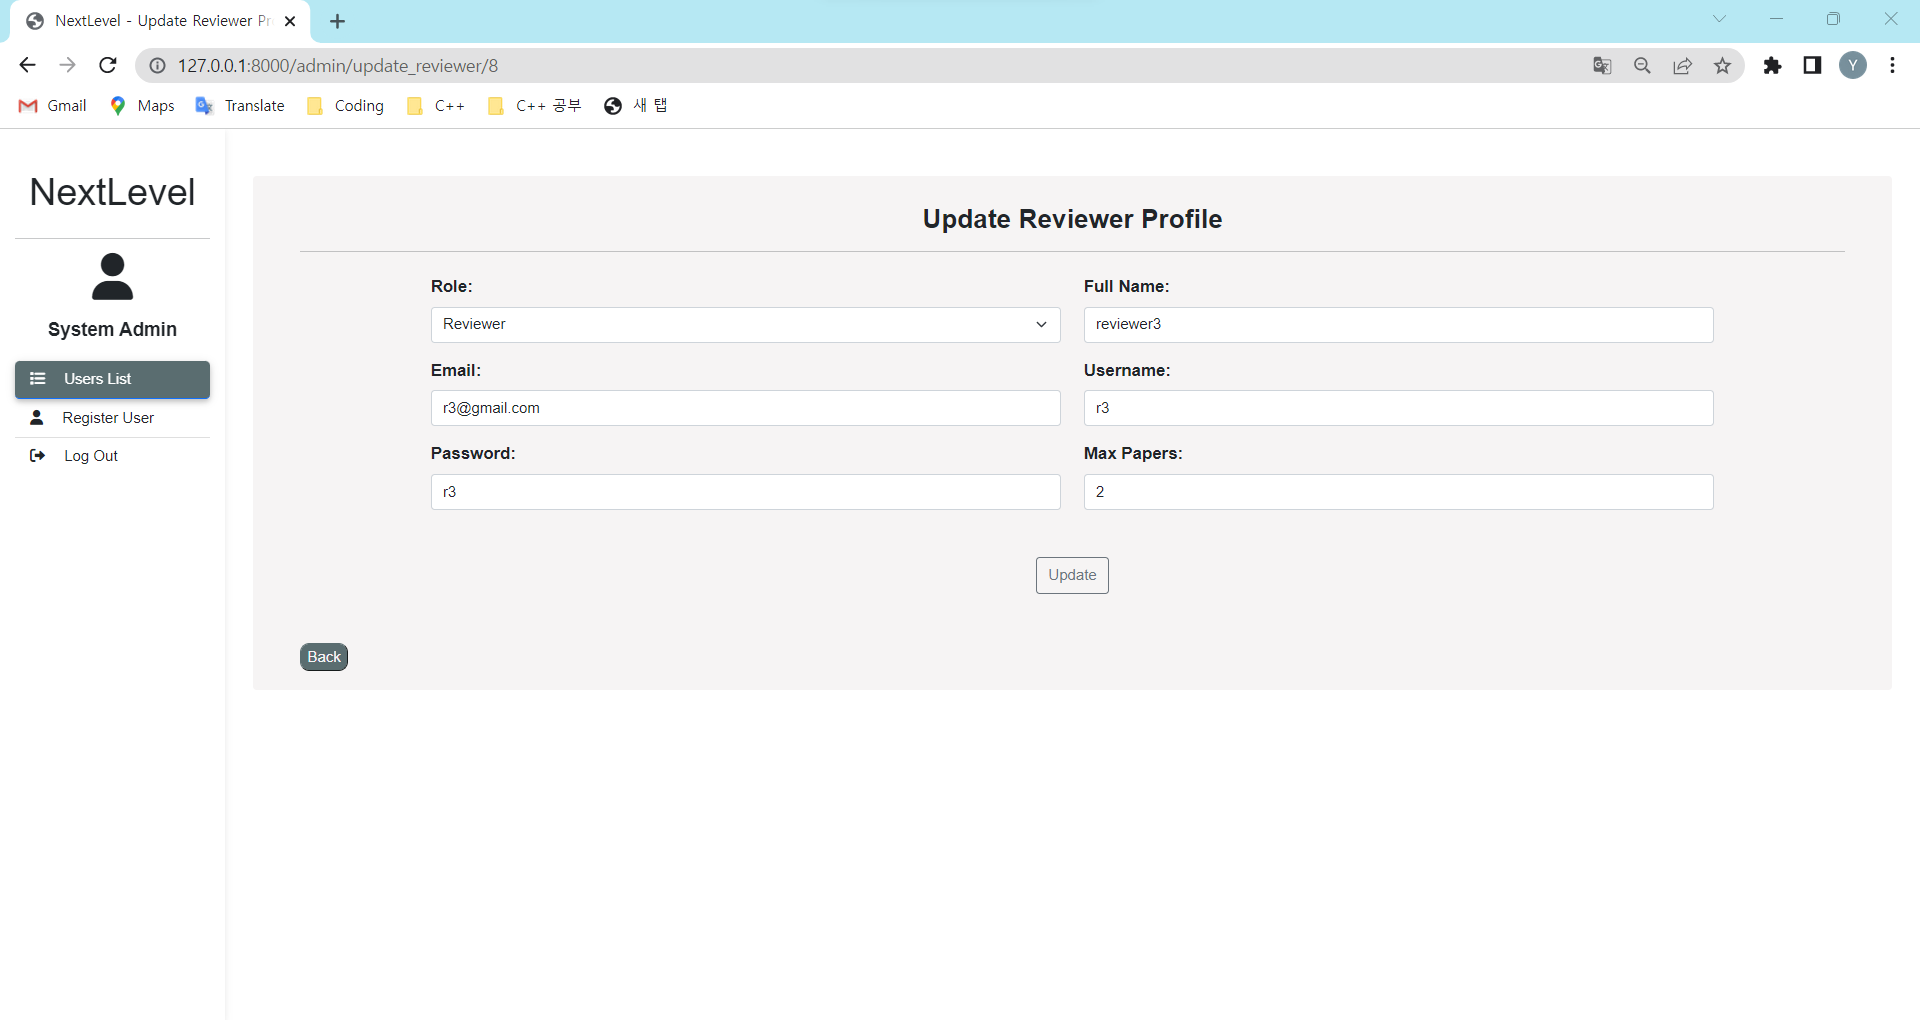 NextLevel - Update Reviewer Pr
127.0.0.1:8000/admin/update_reviewer/8
Y
Gmail
Maps
Translate
Coding
C++
C++ 공부
새 탭
NextLevel
System Admin
Users List
Register User
Log Out
Update Reviewer Profile
Role:
Full Name:
Reviewer
reviewer3
Email:
Username:
r3@gmail.com
r3
Password:
Max Papers:
r3
2
Update
Back